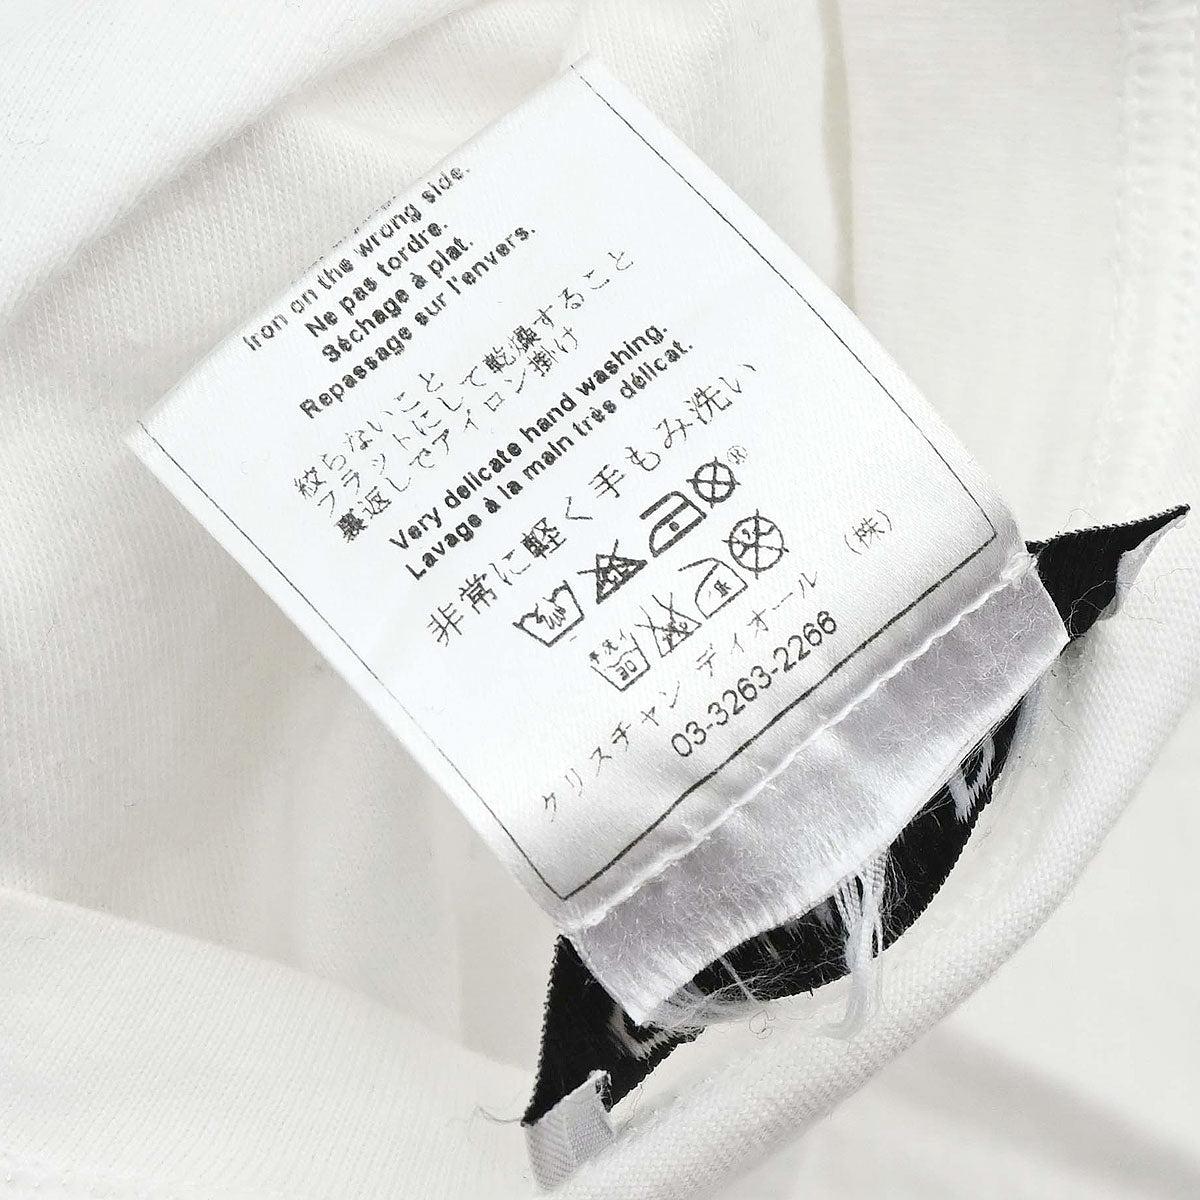 Iron on the wrong side.
Ne pas tordre.
Séchage à plat.
Repassage sur l'envers.
絞らないこと
フラットにして乾燥すること
裏返しでアイロン掛け
Very delicate hand washing.
Lavage à la main très délicat.
非常に軽く手もみ洗い
®
クリスチャン ディオール (株)
03-3263-2266